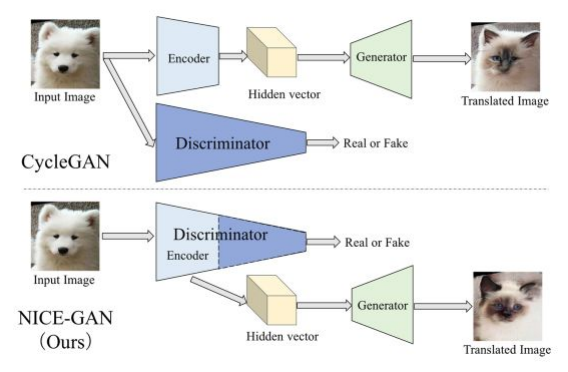 Encoder
Generator
Input Image
Hidden vector
Translated Image
Discriminator
Real or Fake
CycleGAN
Discriminator
Encoder
Real or Fake
Input Image
Generator
NICE-GAN
(Ours)
Hidden vector
Translated Image